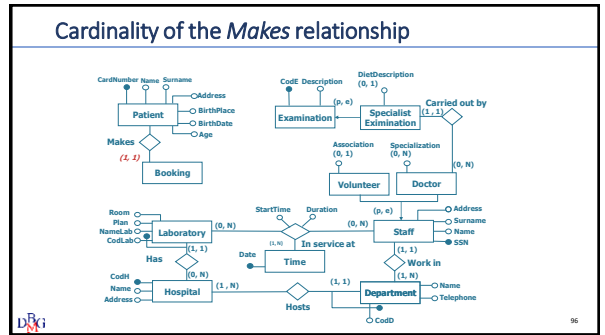 Cardinality of the Makes relationship
CardNumber Name Surname
Address
BirthPlace
BirthDate
Age
Patient
Makes
(1, 1)
Booking
CodE Description
DietDescription
(0, 1)
(p, e)
Carried out by
Examination
Specialist
Eximination
(1 , 1)
Association
(0, 1)
Specialization
(0, N)
(0, N)
Volunteer
Doctor
Room
Plan
NameLab
CodLab
Laboratory
(0, N)
StartTime
Duration
(0, N)
(p, e)
Staff
Address
Surname
Name
SSN
(1, 1)
Has
(1, N)
In service at
Date
Time
(1, 1)
Work in
(0, N)
(1, N)
CodH
Name
Address
Hospital
(1 , N)
Hosts
(1, 1)
Department
Name
Telephone
CodD
DBMG
96